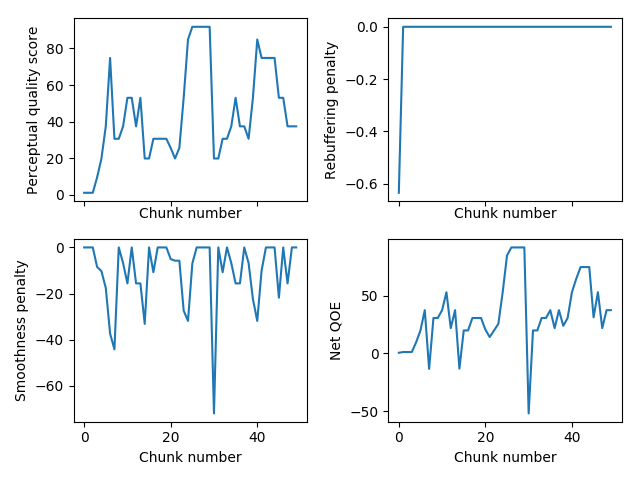 Perceptual quality score
80
60
40
20
0
Chunk number
Rebuffering penalty
0.0
−0.2
−0.4
−0.6
Chunk number
Smoothness penalty
0
−20
−40
−60
0 20 40
Chunk number
Net QOE
50
0
−50
0 20 40
Chunk number